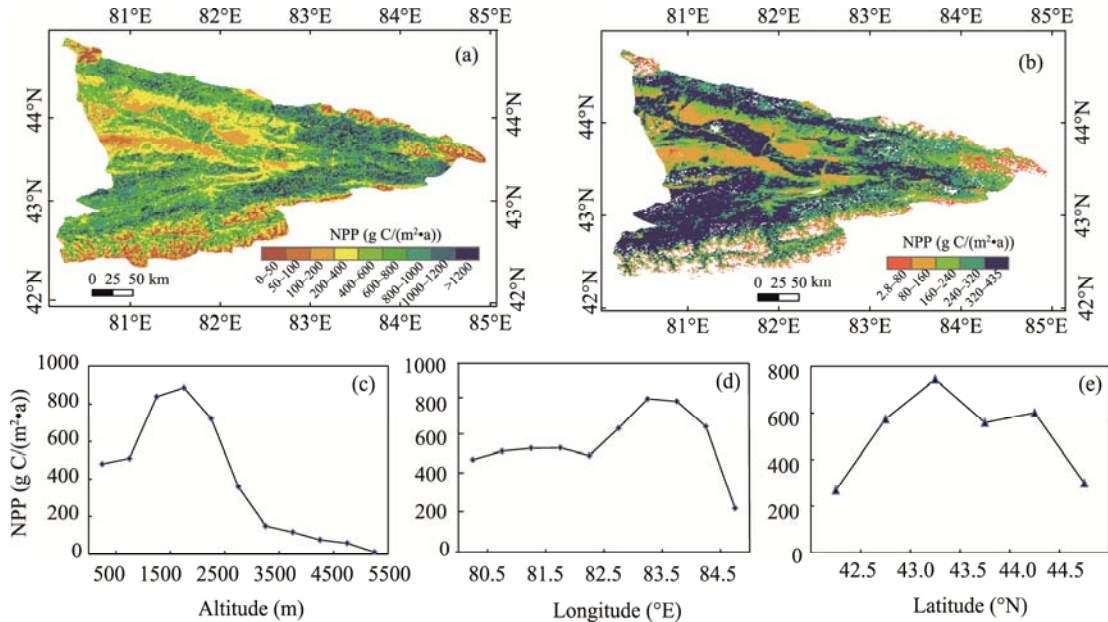 81°E 82°E 83°E 84°E 85°E
(a)
44°N 43°N 42°N
44°N 43°N 42°N
NPP (g C/(m²•a))
0–50 50–100 100–200 200–400 400–600 600–800 800–1000 1000–1200 >1200
0 25 50 km
81°E 82°E 83°E 84°E 85°E
81°E 82°E 83°E 84°E 85°E
(b)
44°N 43°N 42°N
44°N 43°N 42°N
NPP (g C/(m²•a))
2.8–80 80–160 160–240 240–320 320–435
0 25 50 km
81°E 82°E 83°E 84°E 85°E
(c)
NPP (g C/(m²•a))
1000
800
600
400
200
0
500 1500 2500 3500 4500 5500
Altitude (m)
(d)
1000
800
600
400
200
0
80.5 81.5 82.5 83.5 84.5
Longitude (°E)
(e)
800
600
400
200
0
42.5 43.0 43.5 44.0 44.5
Latitude (°N)